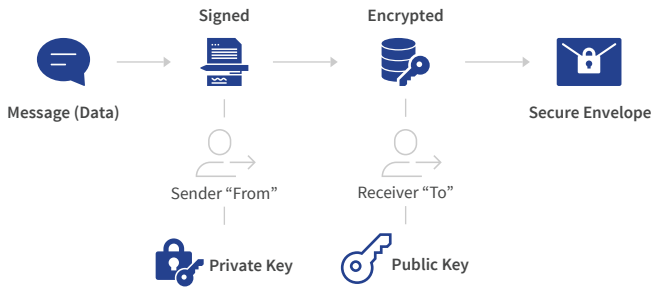 Signed
Encrypted
Message (Data)
Secure Envelope
Sender “From”
Receiver “To”
Private Key
Public Key